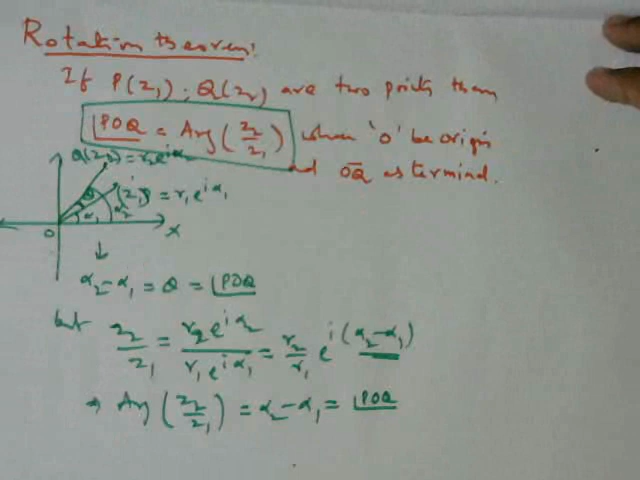 Rotation theorem:
If P(z₁), Q(z₂) are two points then
∠POQ = Arg(z₂/z₁) where 'O' be origin
and OQ as terminal.
Q(z₂) = r₂e^iα₂
(z₁) = r₁e^iα₁
θ
α₁ α₂
O X
↓
α₂-α₁ = θ = ∠POQ
but z₂/z₁ = r₂e^iα₂/r₁e^iα₁ = r₂/r₁ e^i(α₂-α₁)
⇒ Arg(z₂/z₁) = α₂-α₁ = ∠POQ